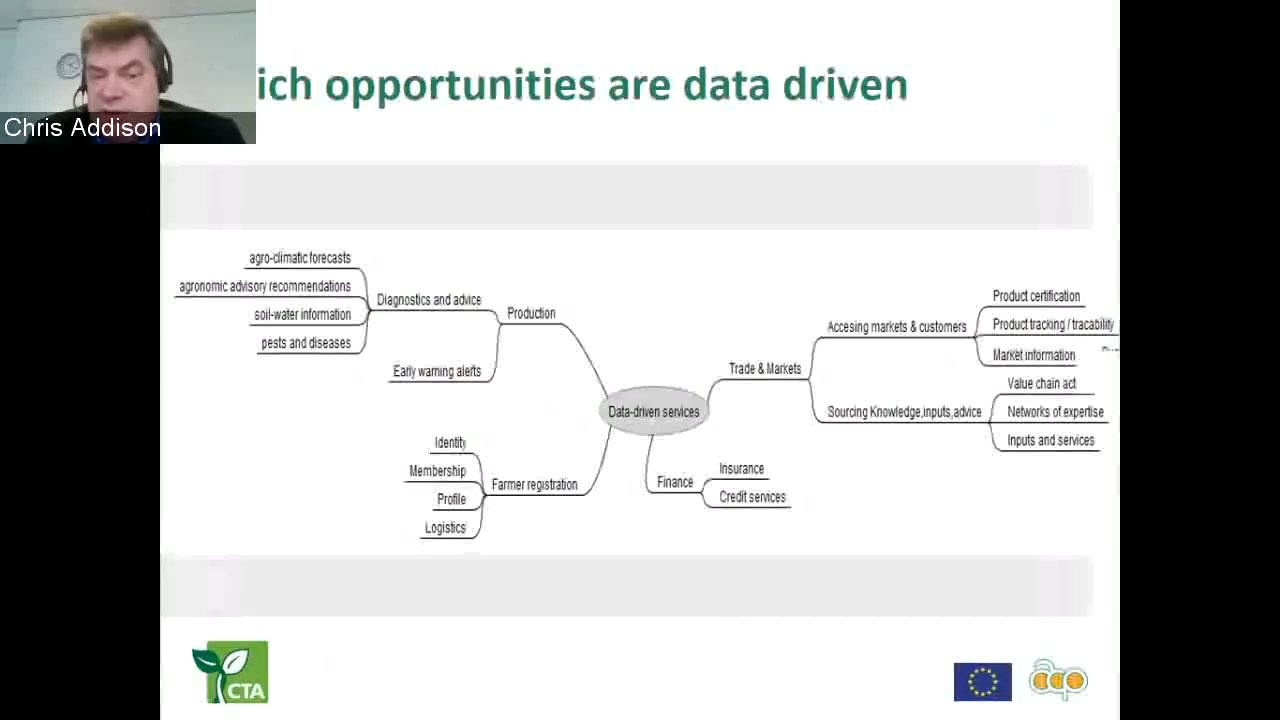 Chris Addison
ich opportunities are data driven
agro-climatic forecasts
agronomic advisory recommendations
soil-water information
pests and diseases
Diagnostics and advice
Early warning alerts
Production
Identity
Membership
Profile
Logistics
Farmer registration
Data-driven services
Finance
Insurance
Credit services
Trade & Markets
Accesing markets & customers
Product certification
Product tracking / tracability
Market information
Sourcing Knowledge,inputs,advice
Value chain act
Networks of expertise
Inputs and services
CTA
acp